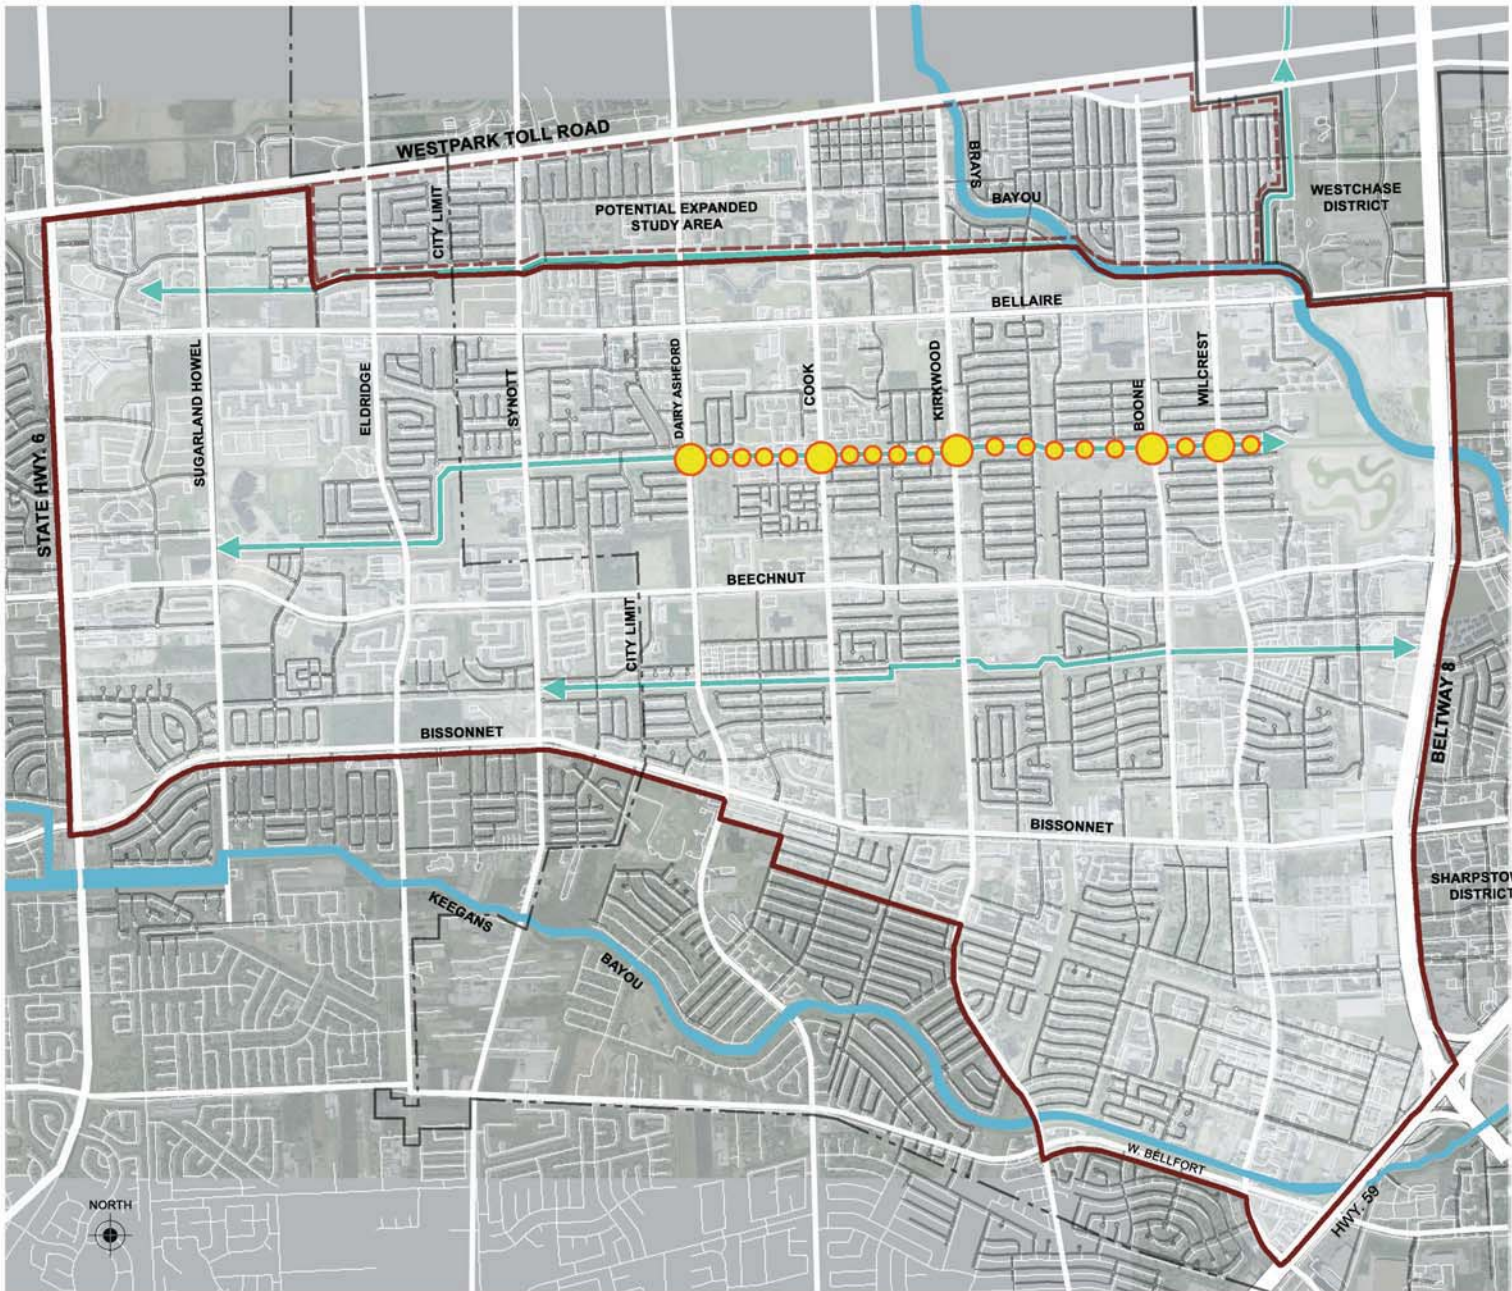 WESTPARK TOLL ROAD
CITY LIMIT
POTENTIAL EXPANDED
STUDY AREA
BRAYS
BAYOU
WESTCHASE
DISTRICT
BELLAIRE
STATE HWY. 6
SUGARLAND HOWEL
ELDRIDGE
SYNOTT
DAIRY ASHFORD
COOK
KIRKWOOD
BOONE
WILCREST
BEECHNUT
CITY LIMIT
BELTWAY 8
BISSONNET
BISSONNET
SHARPSTOW
DISTRICT
KEEGANS
BAYOU
W. BELLFORT
HWY. 59
NORTH